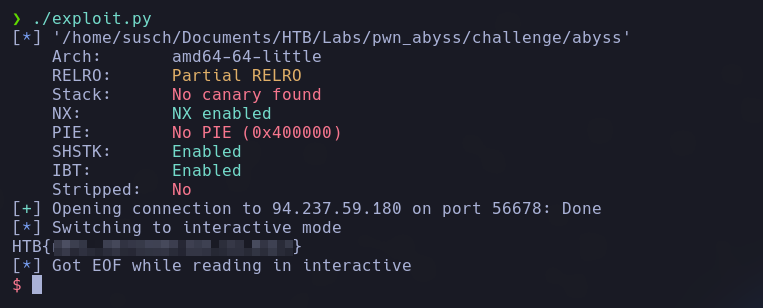 ❯ ./exploit.py
[*] '/home/susch/Documents/HTB/Labs/pwn_abyss/challenge/abyss'
    Arch:       amd64-64-little
    RELRO:      Partial RELRO
    Stack:      No canary found
    NX:         NX enabled
    PIE:        No PIE (0x400000)
    SHSTK:      Enabled
    IBT:        Enabled
    Stripped:   No
[+] Opening connection to 94.237.59.180 on port 56678: Done
[*] Switching to interactive mode
HTB{}
[*] Got EOF while reading in interactive
$